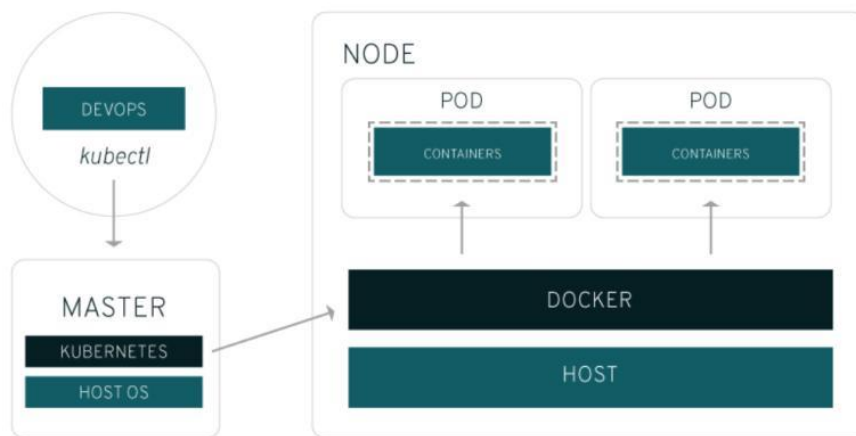 DEVOPS
kubectl
MASTER
KUBERNETES
HOST OS
NODE
POD
CONTAINERS
POD
CONTAINERS
DOCKER
HOST